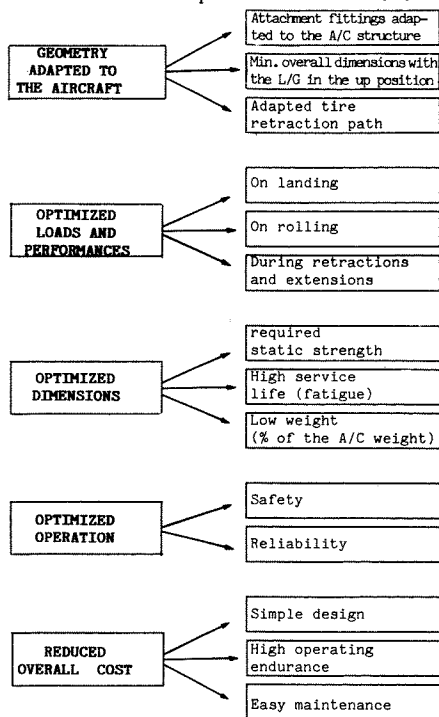 GEOMETRY
ADAPTED TO
THE AIRCRAFT
Attachment fittings adap-
ted to the A/C structure
Min. overall dimensions with
the L/G in the up position
Adapted tire
retraction path
OPTIMIZED
LOADS AND
PERFORMANCES
On landing
On rolling
During retractions
and extensions
OPTIMIZED
DIMENSIONS
required
static strength
High service
life (fatigue)
Low weight
(% of the A/C weight)
OPTIMIZED
OPERATION
Safety
Reliability
REDUCED
OVERALL COST
Simple design
High operating
endurance
Easy maintenance